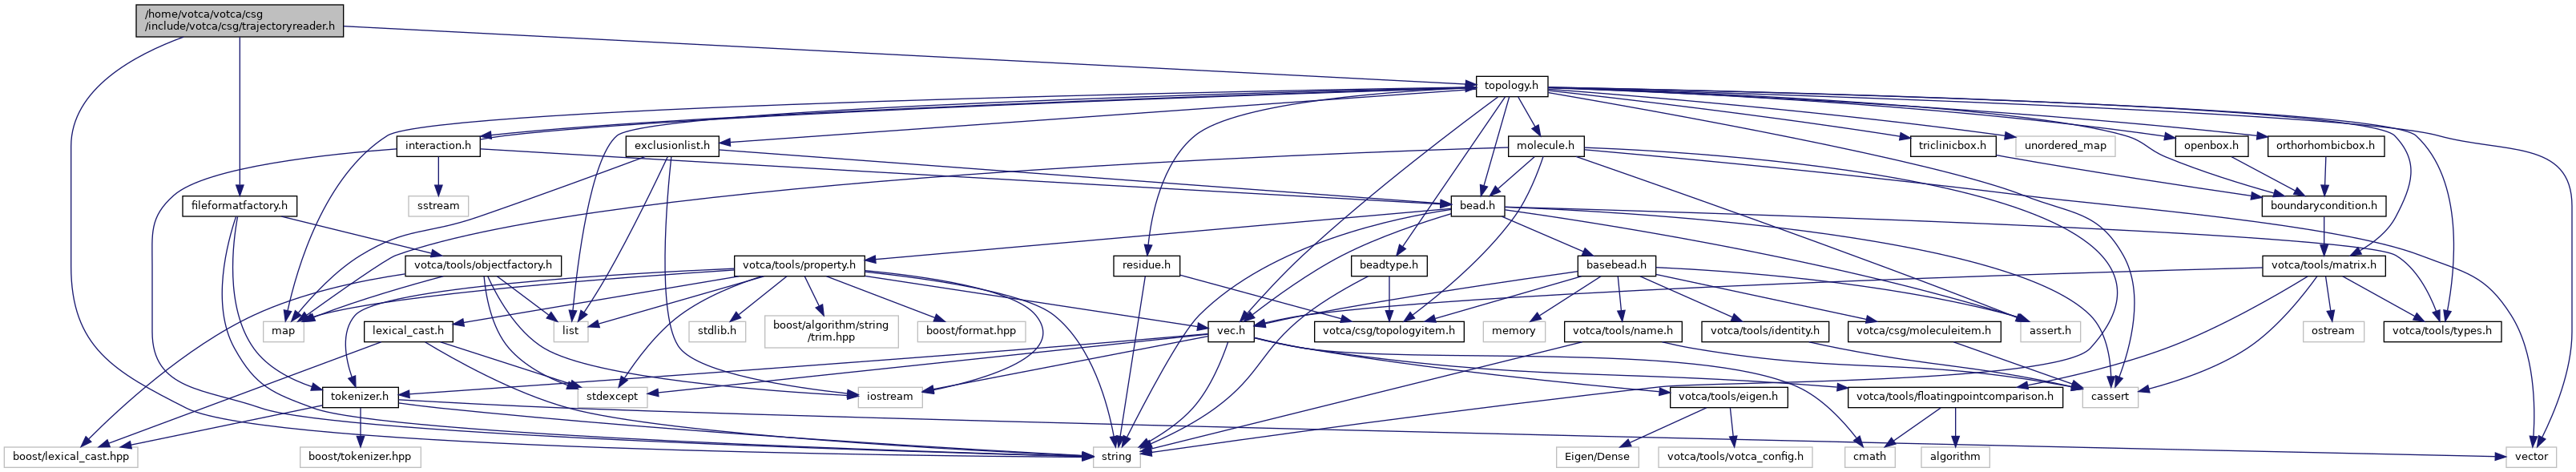 /home/votca/votca/csg
/include/votca/csg/trajectoryreader.h
topology.h
interaction.h
exclusionlist.h
molecule.h
triclinicbox.h
unordered_map
openbox.h
orthorhombicbox.h
fileformatfactory.h
sstream
bead.h
boundarycondition.h
votca/tools/objectfactory.h
votca/tools/property.h
residue.h
beadtype.h
basebead.h
votca/tools/matrix.h
map
lexical_cast.h
list
stdlib.h
boost/algorithm/string
/trim.hpp
boost/format.hpp
vec.h
votca/csg/topologyitem.h
memory
votca/tools/name.h
votca/tools/identity.h
votca/csg/moleculeitem.h
assert.h
ostream
votca/tools/types.h
tokenizer.h
stdexcept
iostream
votca/tools/eigen.h
votca/tools/floatingpointcomparison.h
cassert
boost/lexical_cast.hpp
boost/tokenizer.hpp
string
Eigen/Dense
votca/tools/votca_config.h
cmath
algorithm
vector